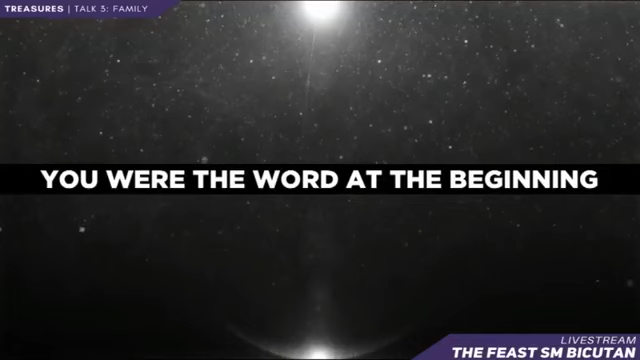 TREASURES | TALK 3: FAMILY
YOU WERE THE WORD AT THE BEGINNING
LIVESTREAM
THE FEAST SM BICUTAN